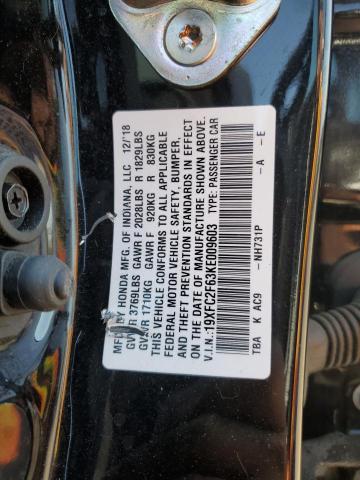 MFD BY HONDA MFG. OF INDIANA, LLC 12/'18
GVWR 3769LBS GAWR F 2028LBS R 1829LBS
GVWR 1710KG GAWR F 920KG R 830KG
THIS VEHICLE CONFORMS TO ALL APPLICABLE
FEDERAL MOTOR VEHICLE SAFETY, BUMPER,
AND THEFT PREVENTION STANDARDS IN EFFECT
ON THE DATE OF MANUFACTURE SHOWN ABOVE.
V.I.N.:19XFC2F63KE009603 TYPE: PASSENGER CAR
TBA K AC9 -NH731P -A -E